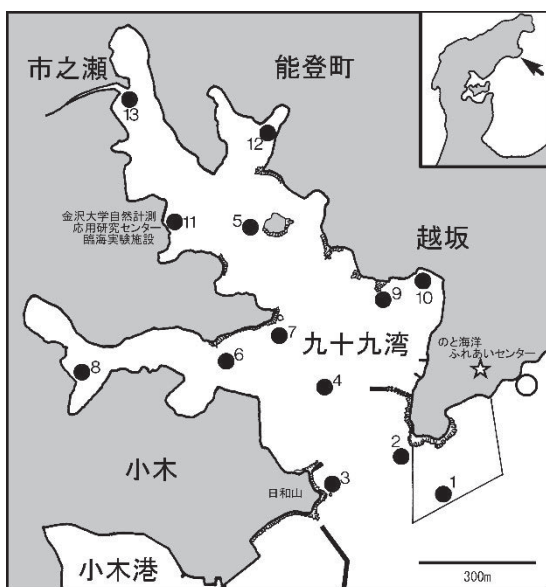 市之瀬
能登町
13
12
金沢大学自然計測
応用研究センター
臨海実験施設
11
5
越坂
9
10
のと海洋
ふれあいセンター
7
九十九湾
8
6
4
小木
2
日和山
3
1
小木港
300m